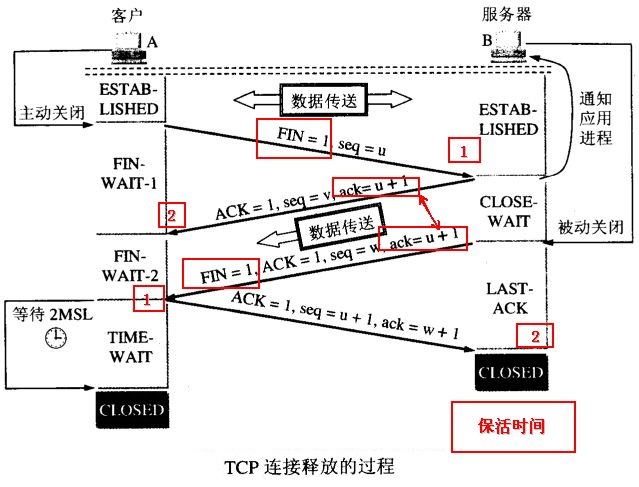 客户
服务器
A
B
ESTAB-
LISHED
数据传送
主动关闭
FIN = 1, seq = u
1
ESTAB-
LISHED
通知
应用
进程
FIN-
WAIT-1
ACK = 1, seq = v, ack= u + 1
2
CLOSE-
WAIT
数据传送
被动关闭
FIN-
WAIT-2
FIN = 1, ACK = 1, seq = w, ack= u + 1
1
ACK = 1, seq = u + 1, ack = w + 1
LAST-
ACK
等待 2MSL
TIME-
WAIT
2
CLOSED
CLOSED
保活时间
TCP 连接释放的过程